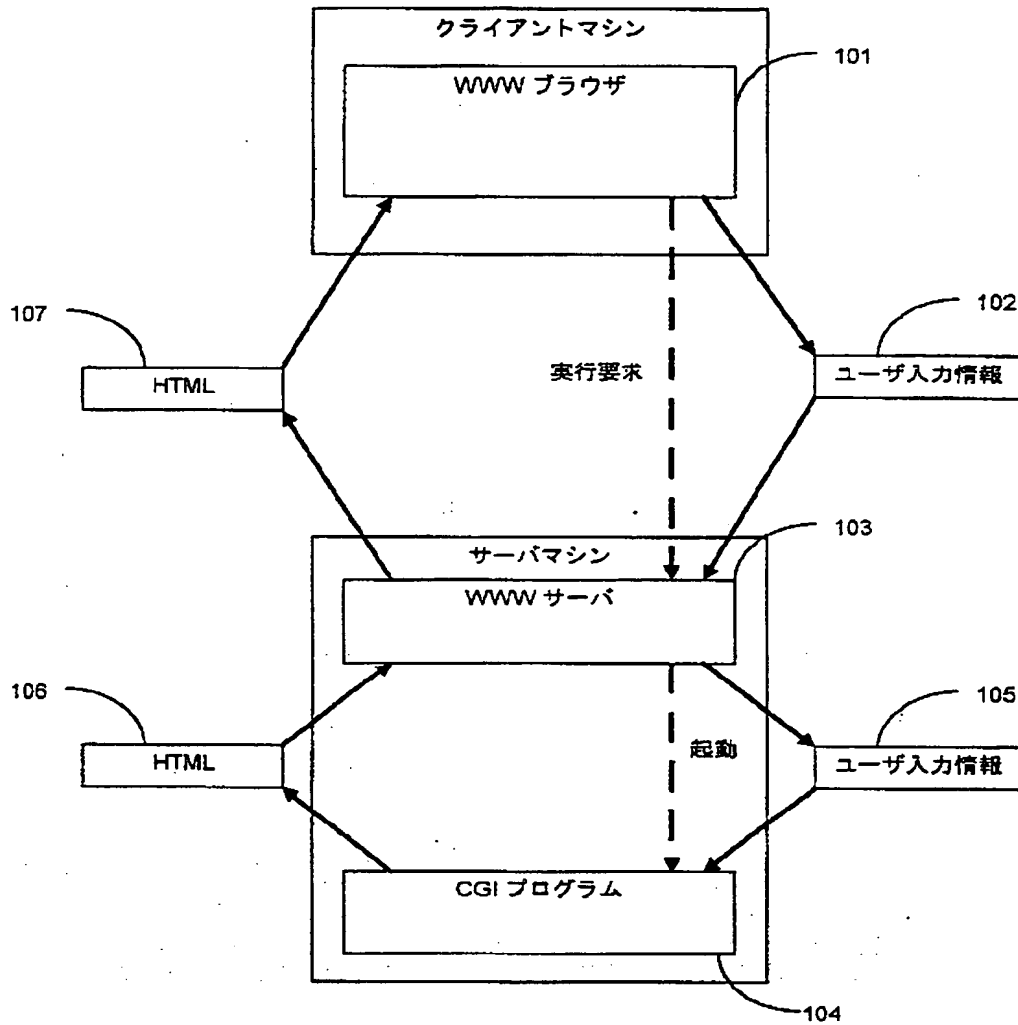 クライアントマシン
101
WWW ブラウザ
107
102
HTML
実行要求
ユーザ入力情報
103
サーバマシン
WWW サーバ
106
105
起動
HTML
ユーザ入力情報
CGI プログラム
104